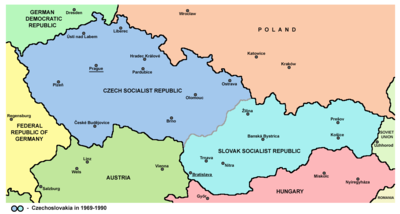 GERMAN
DEMOCRATIC
REPUBLIC
Dresden
Wrocław
POLAND
Liberec
Ústí nad Labem
Hradec Králové
Katowice
Prague
Pardubice
Kraków
Plzeň
CZECH SOCIALIST REPUBLIC
Ostrava
Olomouc
Regensburg
FEDERAL
REPUBLIC OF
GERMANY
České Budějovice
Brno
Žilina
Prešov
Banská Bystrica
Košice
SOVIET
UNION
Uzhhorod
SLOVAK SOCIALIST REPUBLIC
Linz
Wels
Vienna
Trnava
Nitra
Bratislava
AUSTRIA
Salzburg
Miskolc
Nyíregyháza
HUNGARY
Győr
ROMANIA
- Czechoslovakia in 1969-1990